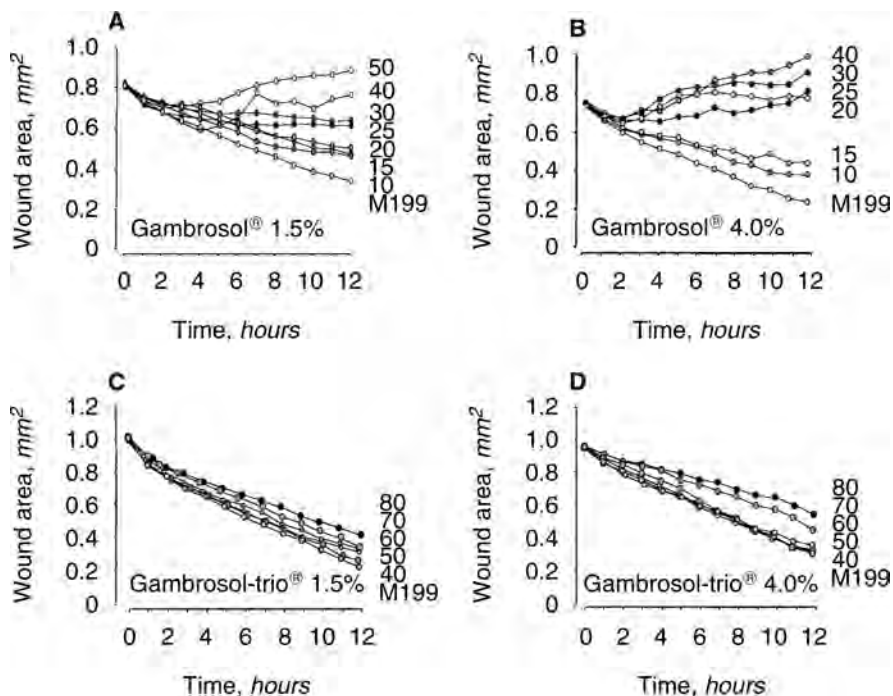 A
Wound area, mm²
1.0
0.8
0.6
0.4
0.2
0
50
40
30
25
20
15
10
M199
Gambrosol® 1.5%
0 2 4 6 8 10 12
Time, hours
B
Wound area, mm²
1.0
0.8
0.6
0.4
0.2
0
40
30
25
20
15
10
M199
Gambrosol® 4.0%
0 2 4 6 8 10 12
Time, hours
C
Wound area, mm²
1.2
1.0
0.8
0.6
0.4
0.2
0
80
70
60
50
40
M199
Gambrosol-trio® 1.5%
0 2 4 6 8 10 12
Time, hours
D
Wound area, mm²
1.2
1.0
0.8
0.6
0.4
0.2
0
80
70
60
50
40
M199
Gambrosol-trio® 4.0%
0 2 4 6 8 10 12
Time, hours